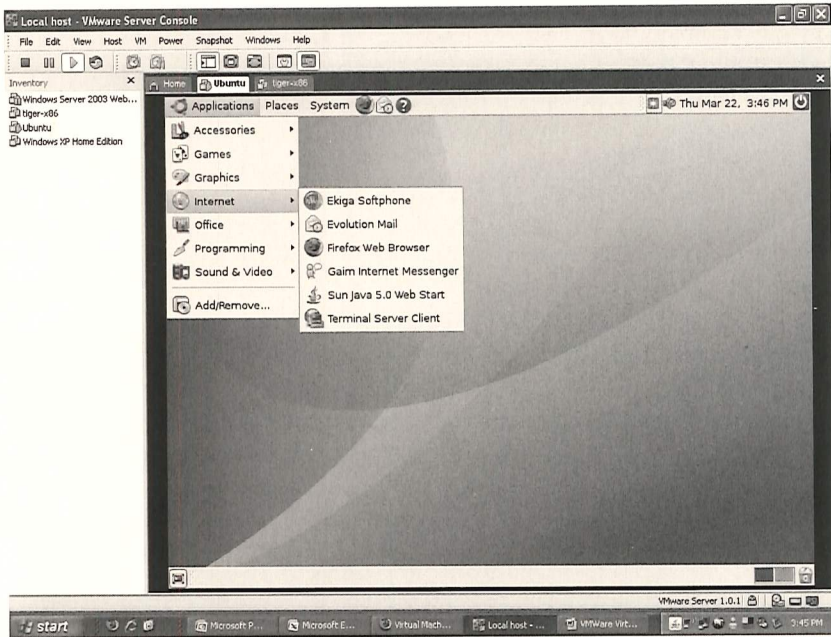 Local host - VMware Server Console
File Edit View Host VM Power Snapshot Windows Help
Inventory
Windows Server 2003 Web...
tiger-x86
Ubuntu
Windows XP Home Edition
Home Ubuntu tiger-x86
Applications Places System Thu Mar 22, 3:46 PM
Accessories
Games
Graphics
Internet
Office
Programming
Sound & Video
Add/Remove...
Ekiga Softphone
Evolution Mail
Firefox Web Browser
Gaim Internet Messenger
Sun Java 5.0 Web Start
Terminal Server Client
VMware Server 1.0.1
start Microsoft P... Microsoft E... Virtual Mach... Local host - ... VMWare Virt... 3:45 PM